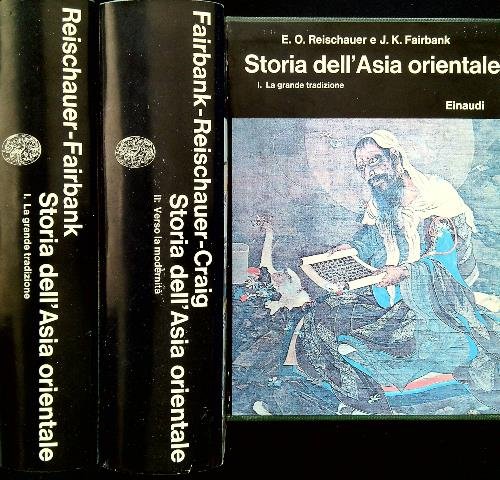 Reischauer-Fairbank
Storia dell'Asia orientale
I. La grande tradizione
Fairbank-Reischauer-Craig
Storia dell'Asia orientale
II: Verso la modernità
E. O. Reischauer e J. K. Fairbank
Storia dell'Asia orientale
I. La grande tradizione
Einaudi